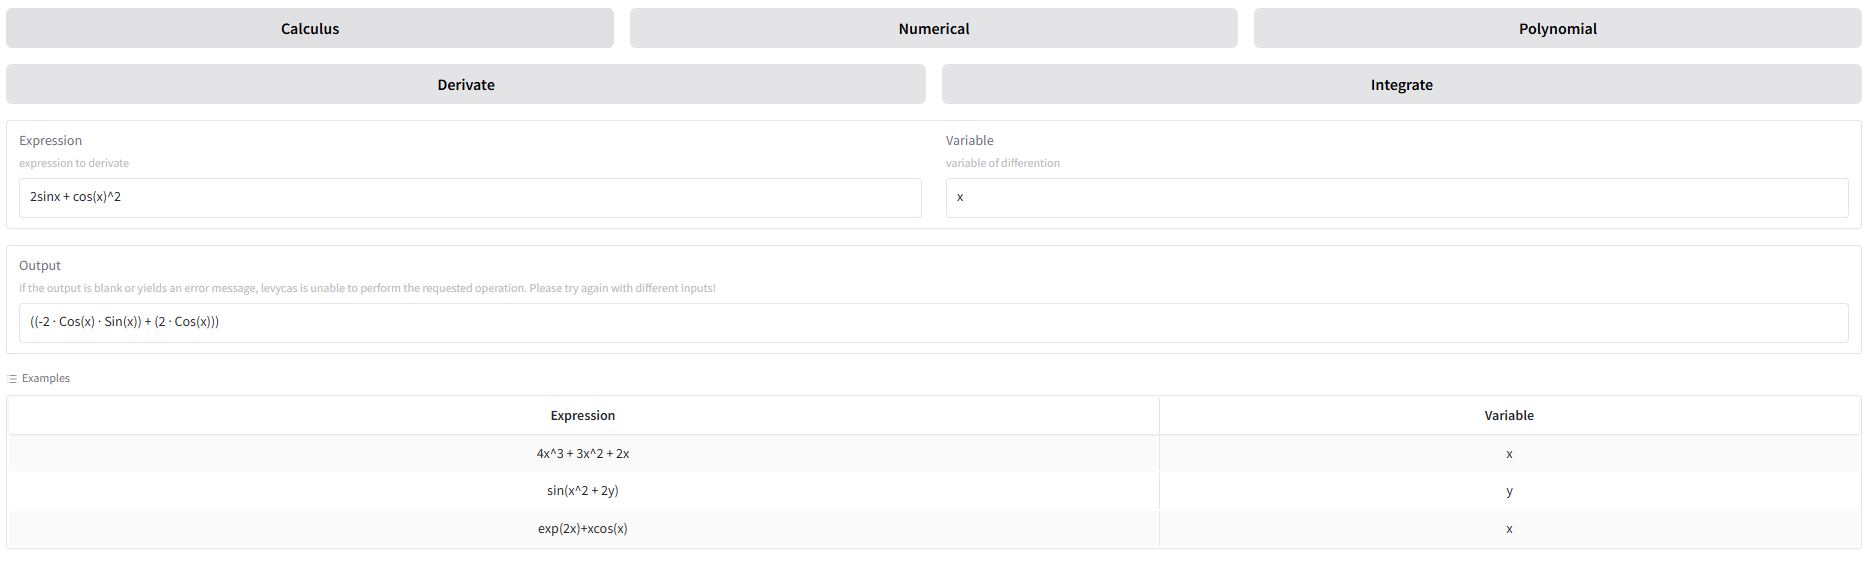 Calculus Numerical Polynomial
Derivate Integrate
Expression Variable
expression to derivate variable of differention
2sinx + cos(x)^2 x
Output
if the output is blank or yields an error message, levycas is unable to perform the requested operation. Please try again with different inputs!
((-2 · Cos(x) · Sin(x)) + (2 · Cos(x)))
Examples
Expression Variable
4x^3 + 3x^2 + 2x x
sin(x^2 + 2y) y
exp(2x)+xcos(x) x